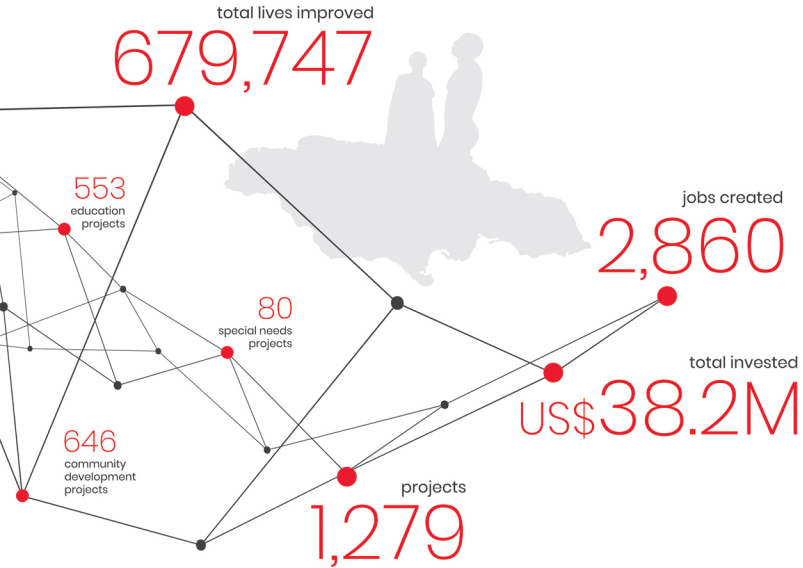 total lives improved
679,747
553
education
projects
jobs created
2,860
80
special needs
projects
total invested
US$38.2M
646
community
development
projects
projects
1,279